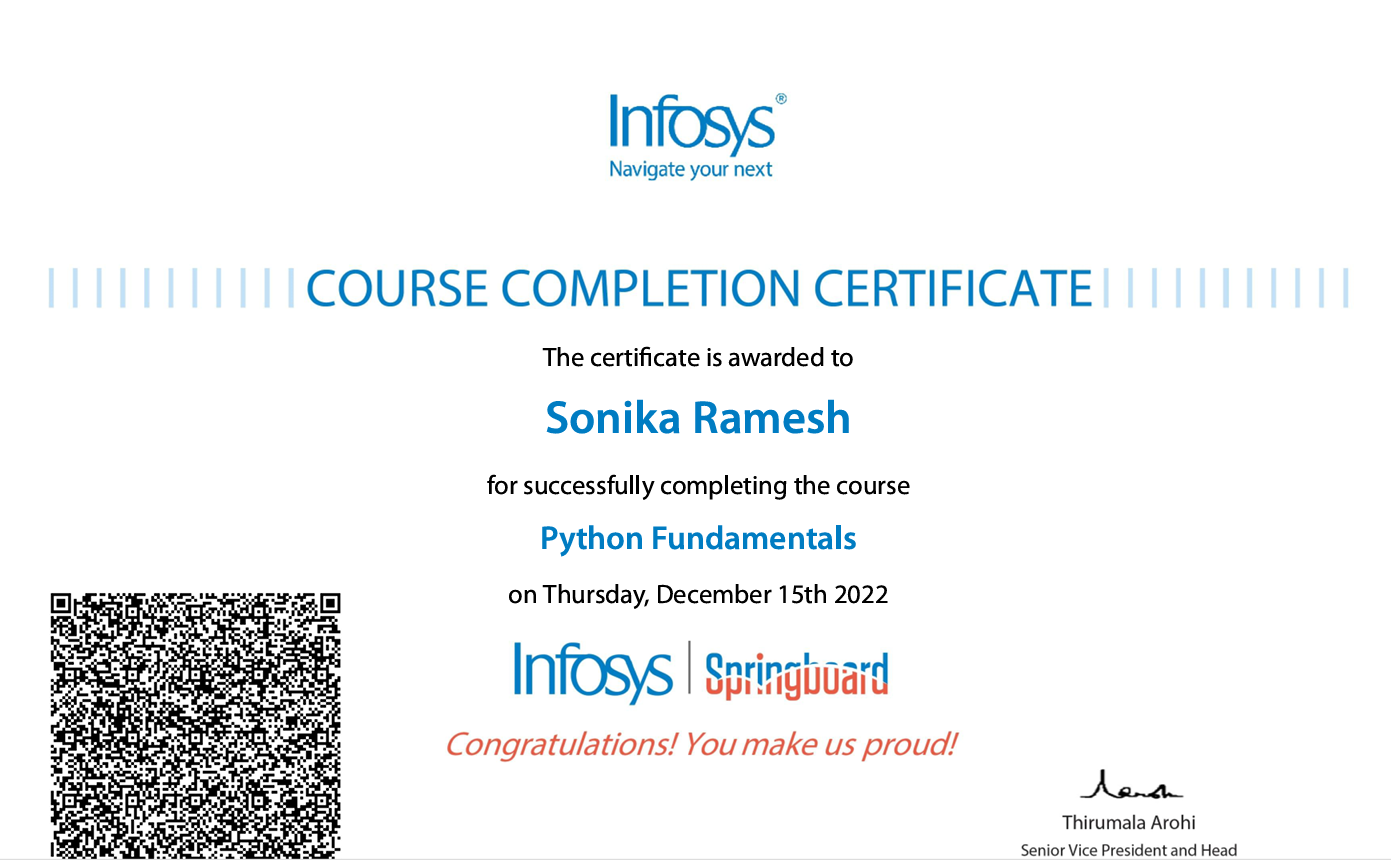 Infosys®
Navigate your next
COURSE COMPLETION CERTIFICATE
The certificate is awarded to
Sonika Ramesh
for successfully completing the course
Python Fundamentals
on Thursday, December 15th 2022
Infosys | Springboard
Congratulations! You make us proud!
Thirumala Arohi
Senior Vice President and Head